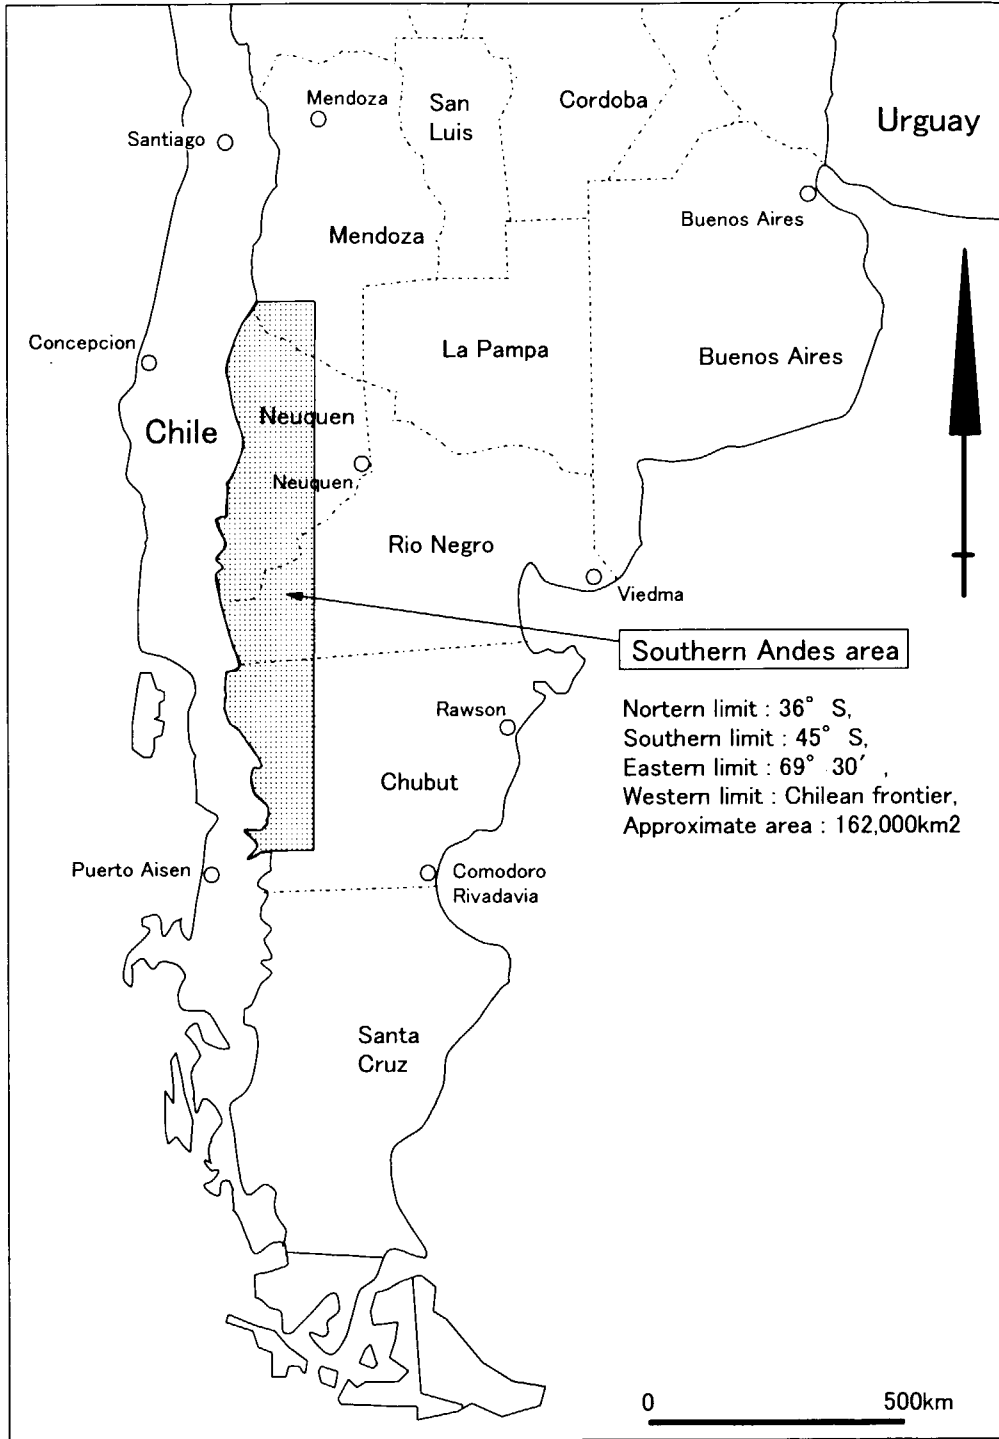 Mendoza
San
Luis
Cordoba
Urguay
Santiago
Buenos Aires
Mendoza
Concepcion
La Pampa
Buenos Aires
Chile
Neuquen
Neuquen
Rio Negro
Viedma
Southern Andes area
Nortern limit : 36° S,
Southern limit : 45° S,
Eastern limit : 69° 30′ ,
Western limit : Chilean frontier,
Approximate area : 162,000km2
Rawson
Chubut
Puerto Aisen
Comodoro
Rivadavia
Santa
Cruz
0 500km